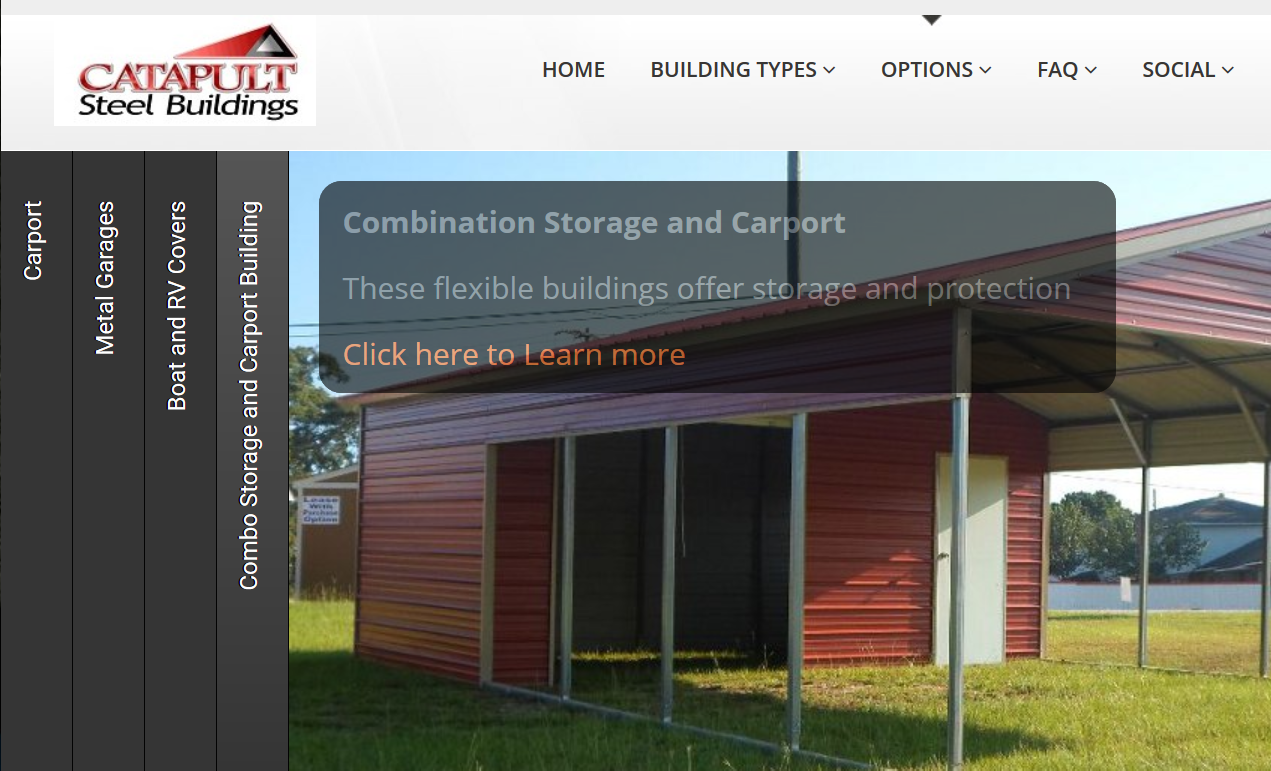 CATAPULT
Steel Buildings
HOME
BUILDING TYPES
OPTIONS
FAQ
SOCIAL
Carport
Metal Garages
Boat and RV Covers
Combo Storage and Carport Building
Combination Storage and Carport
These flexible buildings offer storage and protection
Click here to Learn more
Lease
With
Purchase
Option